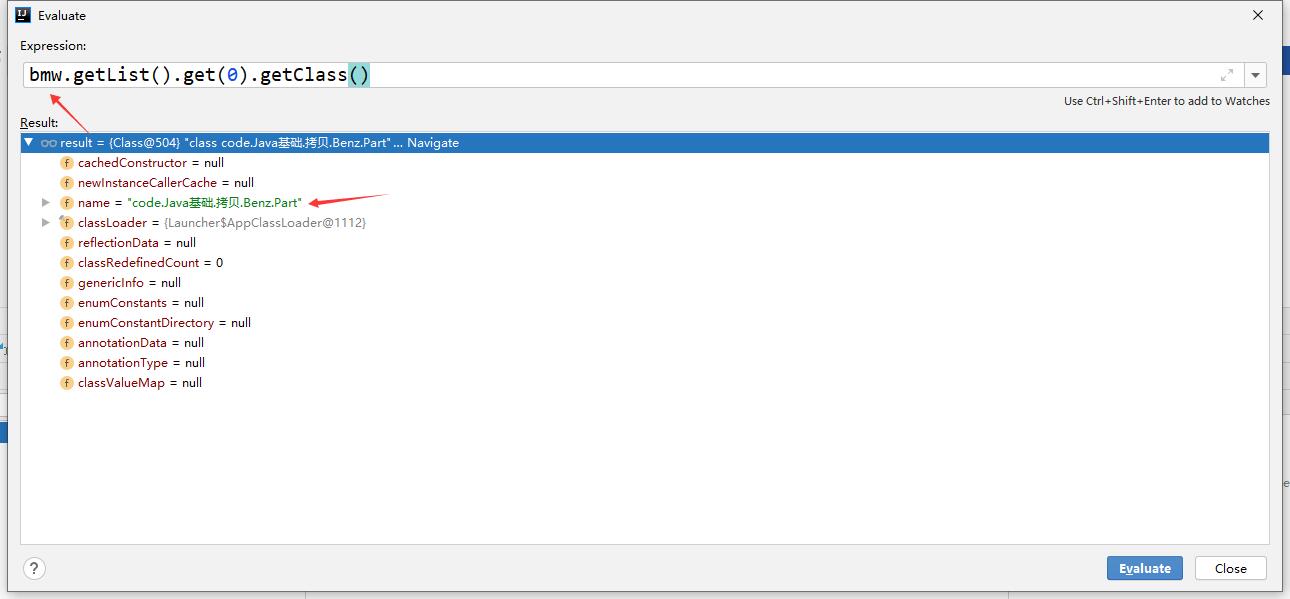 Evaluate
Expression:
bmw.getList().get(0).getClass()
Use Ctrl+Shift+Enter to add to Watches
Result:
result = {Class@504} "class code.Java基础.拷贝.Benz.Part"... Navigate
f cachedConstructor = null
f newInstanceCallerCache = null
f name = "code.Java基础.拷贝.Benz.Part"
f classLoader = {Launcher$AppClassLoader@1112}
f reflectionData = null
f classRedefinedCount = 0
f genericInfo = null
f enumConstants = null
f enumConstantDirectory = null
f annotationData = null
f annotationType = null
f classValueMap = null
?
Evaluate
Close